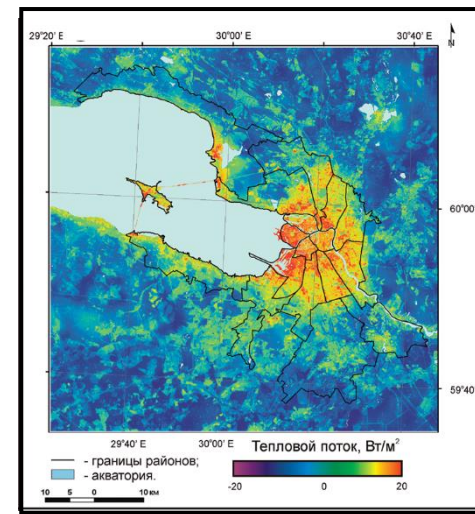 29°20' E 30°00' E 30°40' E
N
60°00'
59°40'
29°40' E 30°00' E
Тепловой поток, Вт/м²
- границы районов;
- акватория.
-20 0 20
10 5 0 10 км